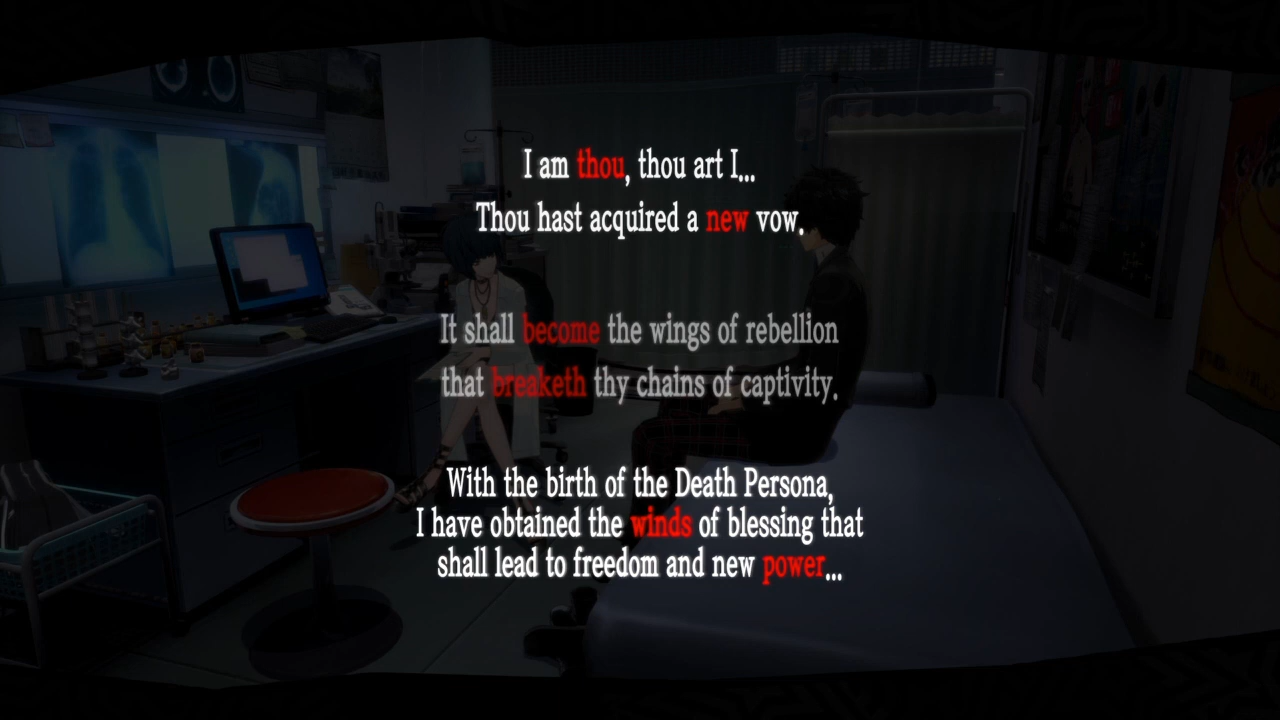 I am thou, thou art I...
Thou hast acquired a new vow.
It shall become the wings of rebellion
that breaketh thy chains of captivity.
With the birth of the Death Persona,
I have obtained the winds of blessing that
shall lead to freedom and new power...